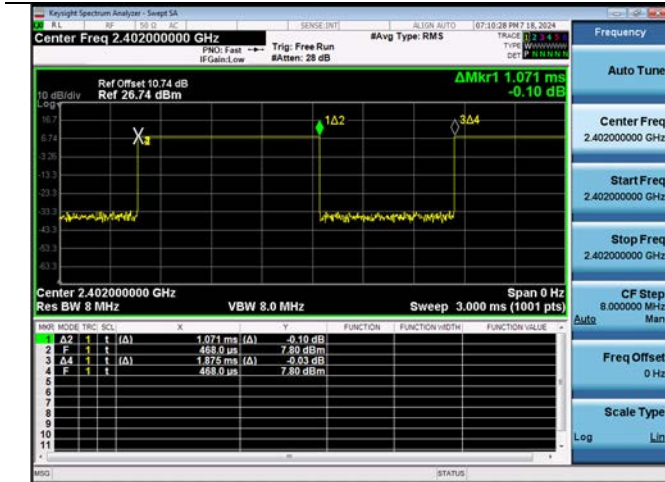 Keysight Spectrum Analyzer - Swept SA
RL RF 50 Ω AC SENSE:INT ALIGN AUTO 07:10:28 PM 7 18, 2024
Center Freq 2.402000000 GHz
PNO: Fast
IFGain:Low
Trig: Free Run
#Atten: 28 dB
#Avg Type: RMS
TRACE 1 2 3 4 5 6
TYPE WWWWWW
DET P N N N N N
Ref Offset 10.74 dB
10 dB/div Ref 26.74 dBm
Log
ΔMkr1 1.071 ms
-0.10 dB
16.7
6.74
-3.26
-13.3
-23.3
-33.3
-43.3
-53.3
-63.3
X2
1Δ2
3Δ4
Center 2.402000000 GHz Span 0 Hz
Res BW 8 MHz VBW 8.0 MHz Sweep 3.000 ms (1001 pts)
MKR MODE TRC SCL X Y FUNCTION FUNCTION WIDTH FUNCTION VALUE
1 Δ2 1 t (Δ) 1.071 ms (Δ) -0.10 dB
2 F 1 t 468.0 µs 7.80 dBm
3 Δ4 1 t (Δ) 1.875 ms (Δ) -0.03 dB
4 F 1 t 468.0 µs 7.80 dBm
5
6
7
8
9
10
11
MSG STATUS
Frequency
Auto Tune
Center Freq
2.402000000 GHz
Start Freq
2.402000000 GHz
Stop Freq
2.402000000 GHz
CF Step
8.000000 MHz
Auto Man
Freq Offset
0 Hz
Scale Type
Log Lin